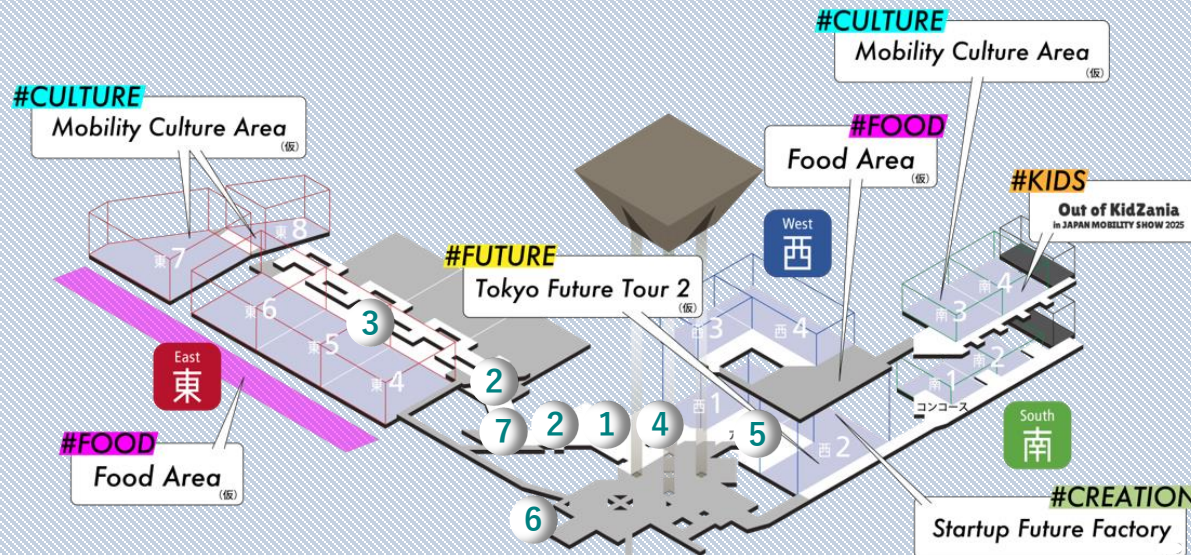 #CULTURE
Mobility Culture Area
(仮)
#CULTURE
Mobility Culture Area
(仮)
#FOOD
Food Area
(仮)
#KIDS
Out of KidZania
in JAPAN MOBILITY SHOW 2025
West
西
#FUTURE
Tokyo Future Tour 2
(仮)
東7
東8
東6
東5
東4
3
2
7
2
1
4
5
6
西3
西4
西1
西2
南3
南4
南1
南2
コンコース
East
東
South
南
#FOOD
Food Area
(仮)
#CREATION
Startup Future Factory